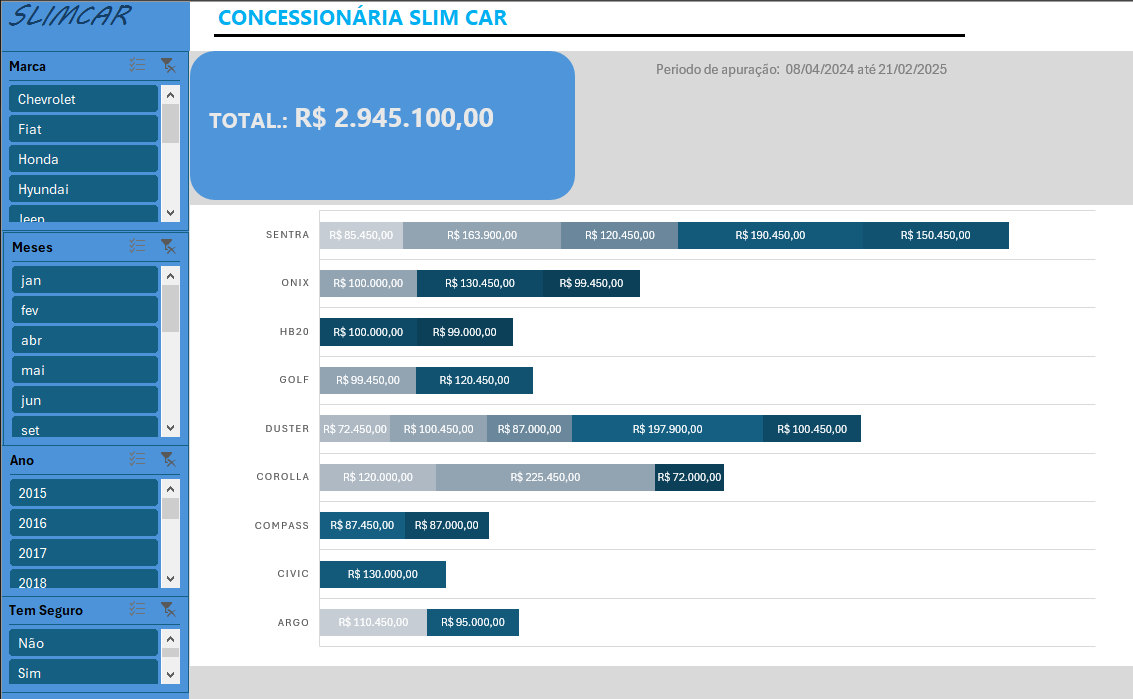 SLIMCAR
CONCESSIONÁRIA SLIM CAR
Marca
Chevrolet
Fiat
Honda
Hyundai
Jeep
Meses
jan
fev
abr
mai
jun
set
Ano
2015
2016
2017
2018
Tem Seguro
Não
Sim
TOTAL.: R$ 2.945.100,00
Periodo de apuração: 08/04/2024 até 21/02/2025
SENTRA R$ 85.450,00 R$ 163.900,00 R$ 120.450,00 R$ 190.450,00 R$ 150.450,00
ONIX R$ 100.000,00 R$ 130.450,00 R$ 99.450,00
HB20 R$ 100.000,00 R$ 99.000,00
GOLF R$ 99.450,00 R$ 120.450,00
DUSTER R$ 72.450,00 R$ 100.450,00 R$ 87.000,00 R$ 197.900,00 R$ 100.450,00
COROLLA R$ 120.000,00 R$ 225.450,00 R$ 72.000,00
COMPASS R$ 87.450,00 R$ 87.000,00
CIVIC R$ 130.000,00
ARGO R$ 110.450,00 R$ 95.000,00